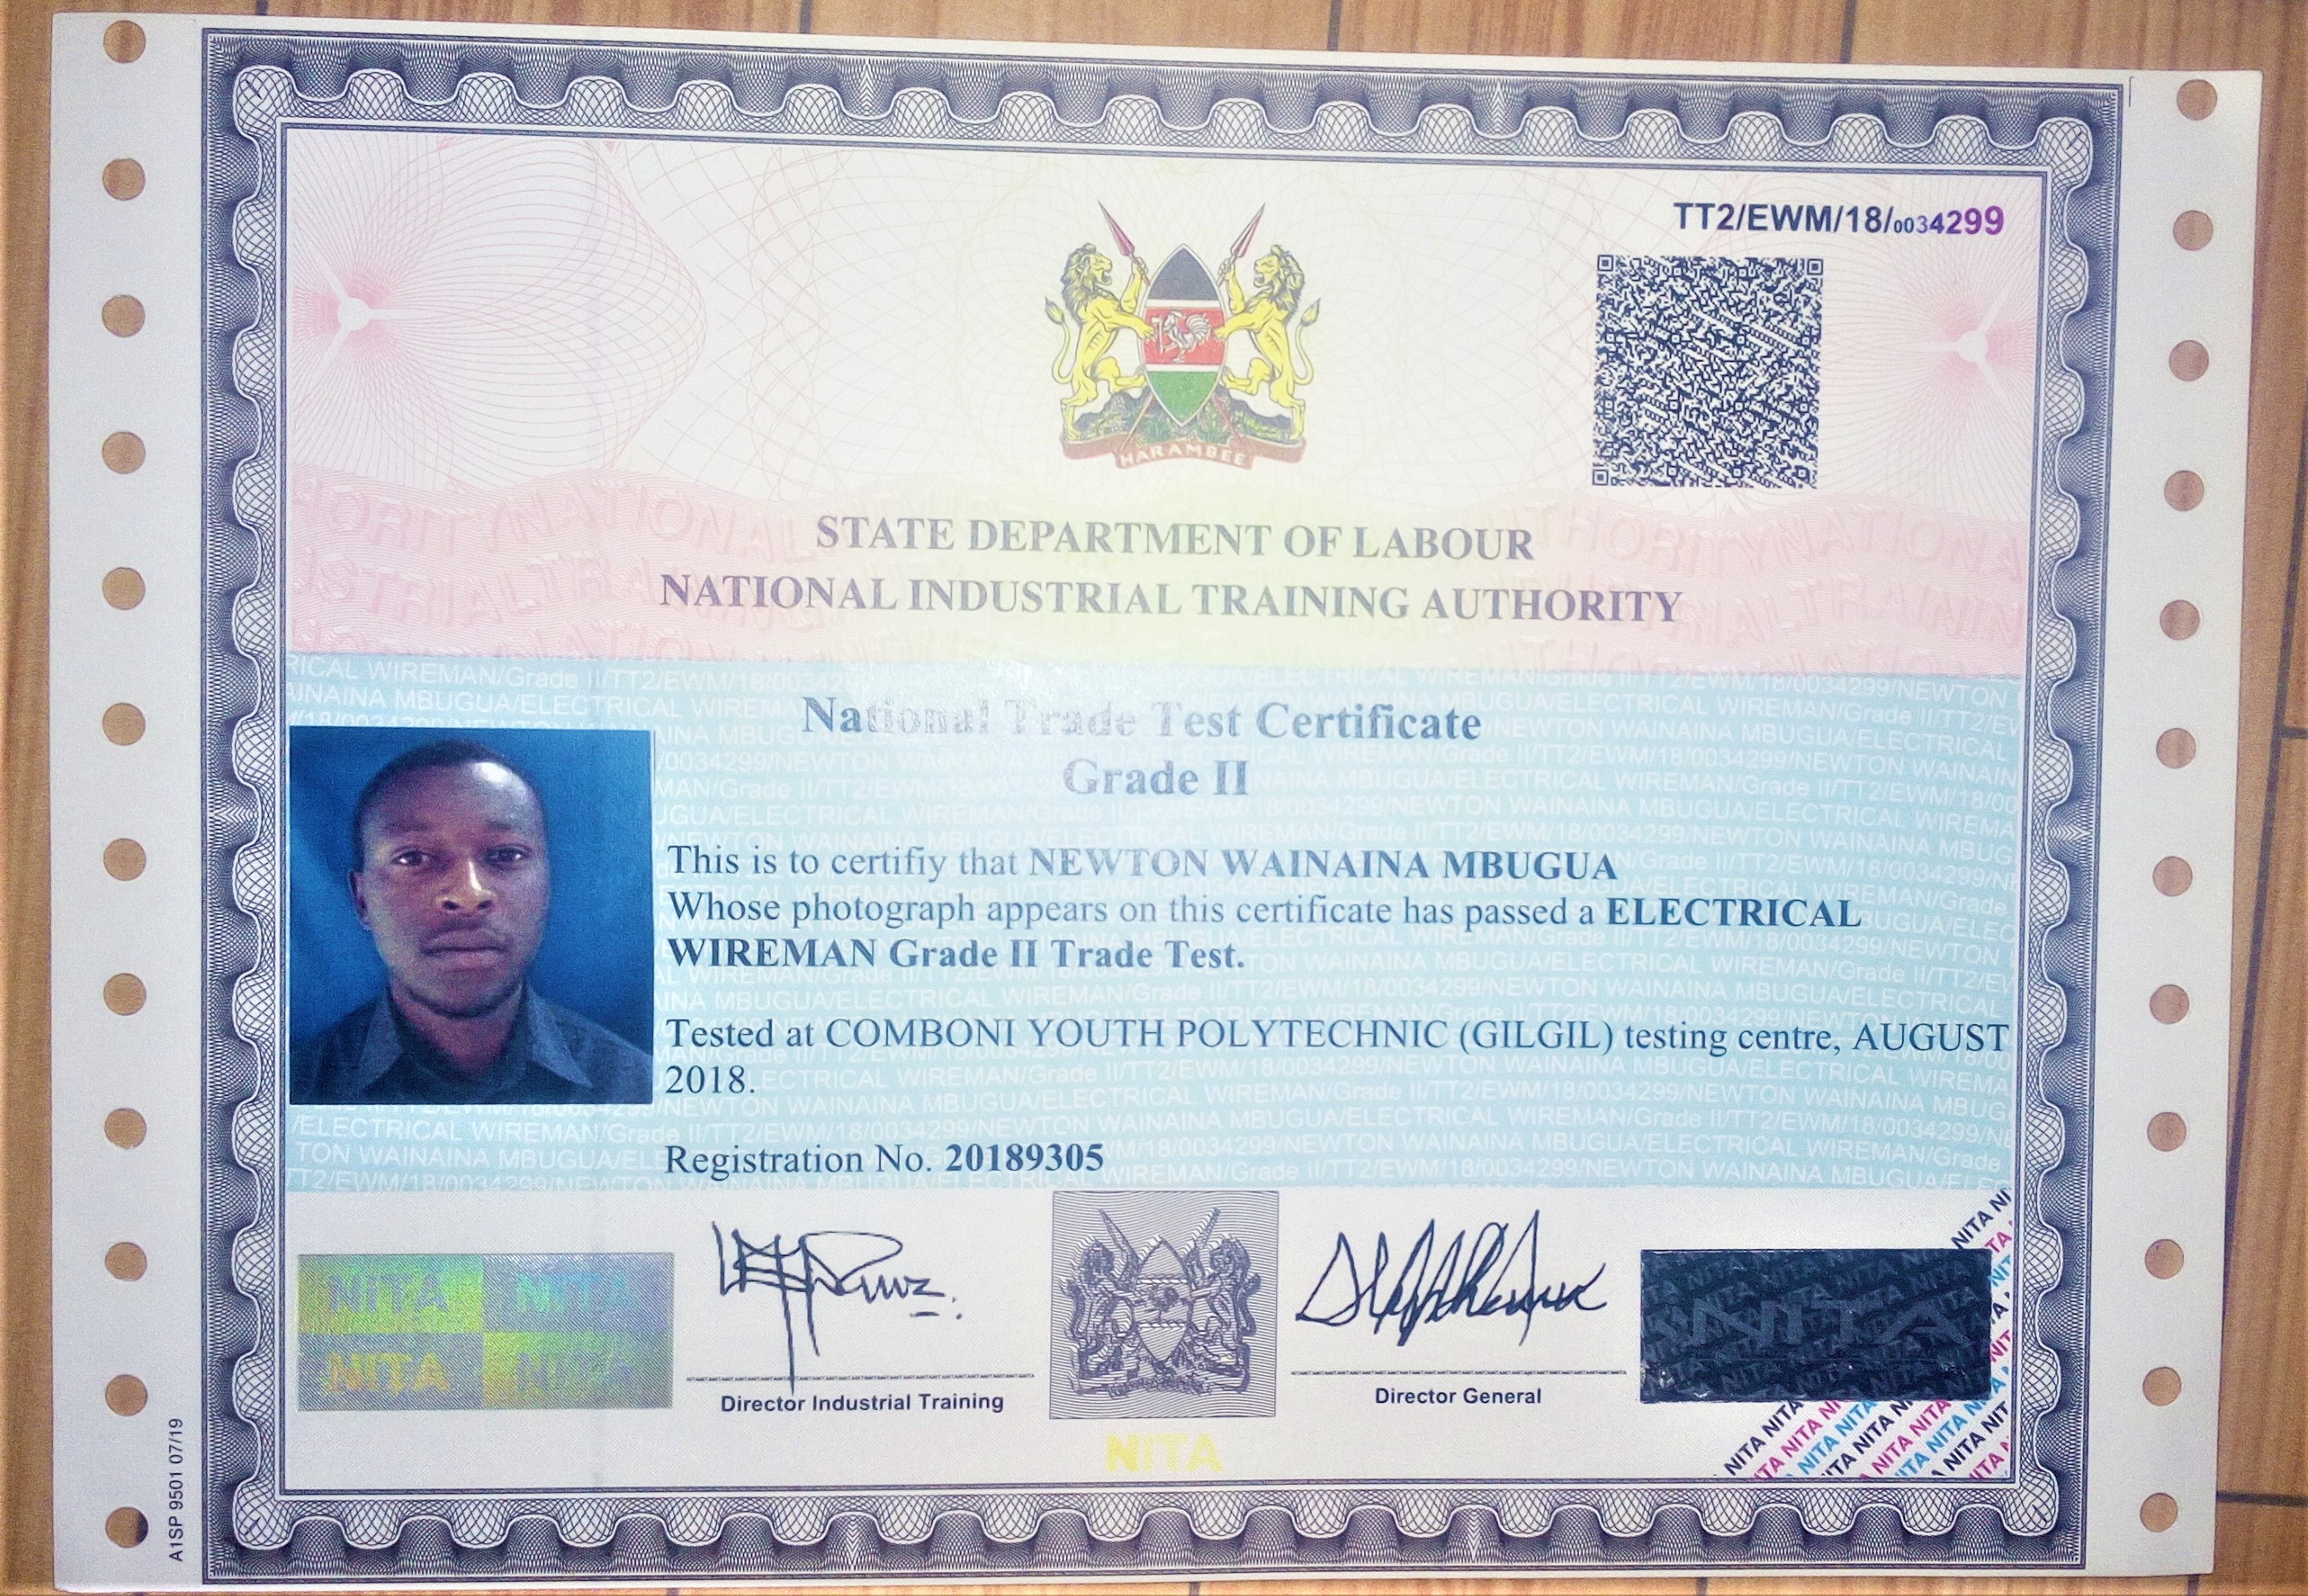 TT2/EWM/18/0034299
HARAMBEE
STATE DEPARTMENT OF LABOUR
NATIONAL INDUSTRIAL TRAINING AUTHORITY
National Trade Test Certificate
Grade II
This is to certifiy that NEWTON WAINAINA MBUGUA
Whose photograph appears on this certificate has passed a ELECTRICAL
WIREMAN Grade II Trade Test.
Tested at COMBONI YOUTH POLYTECHNIC (GILGIL) testing centre, AUGUST
2018.
Registration No. 20189305
NITA NITA
NITA NITA
Director Industrial Training
Director General
NITA
NITA
A1SP 9501 07/19